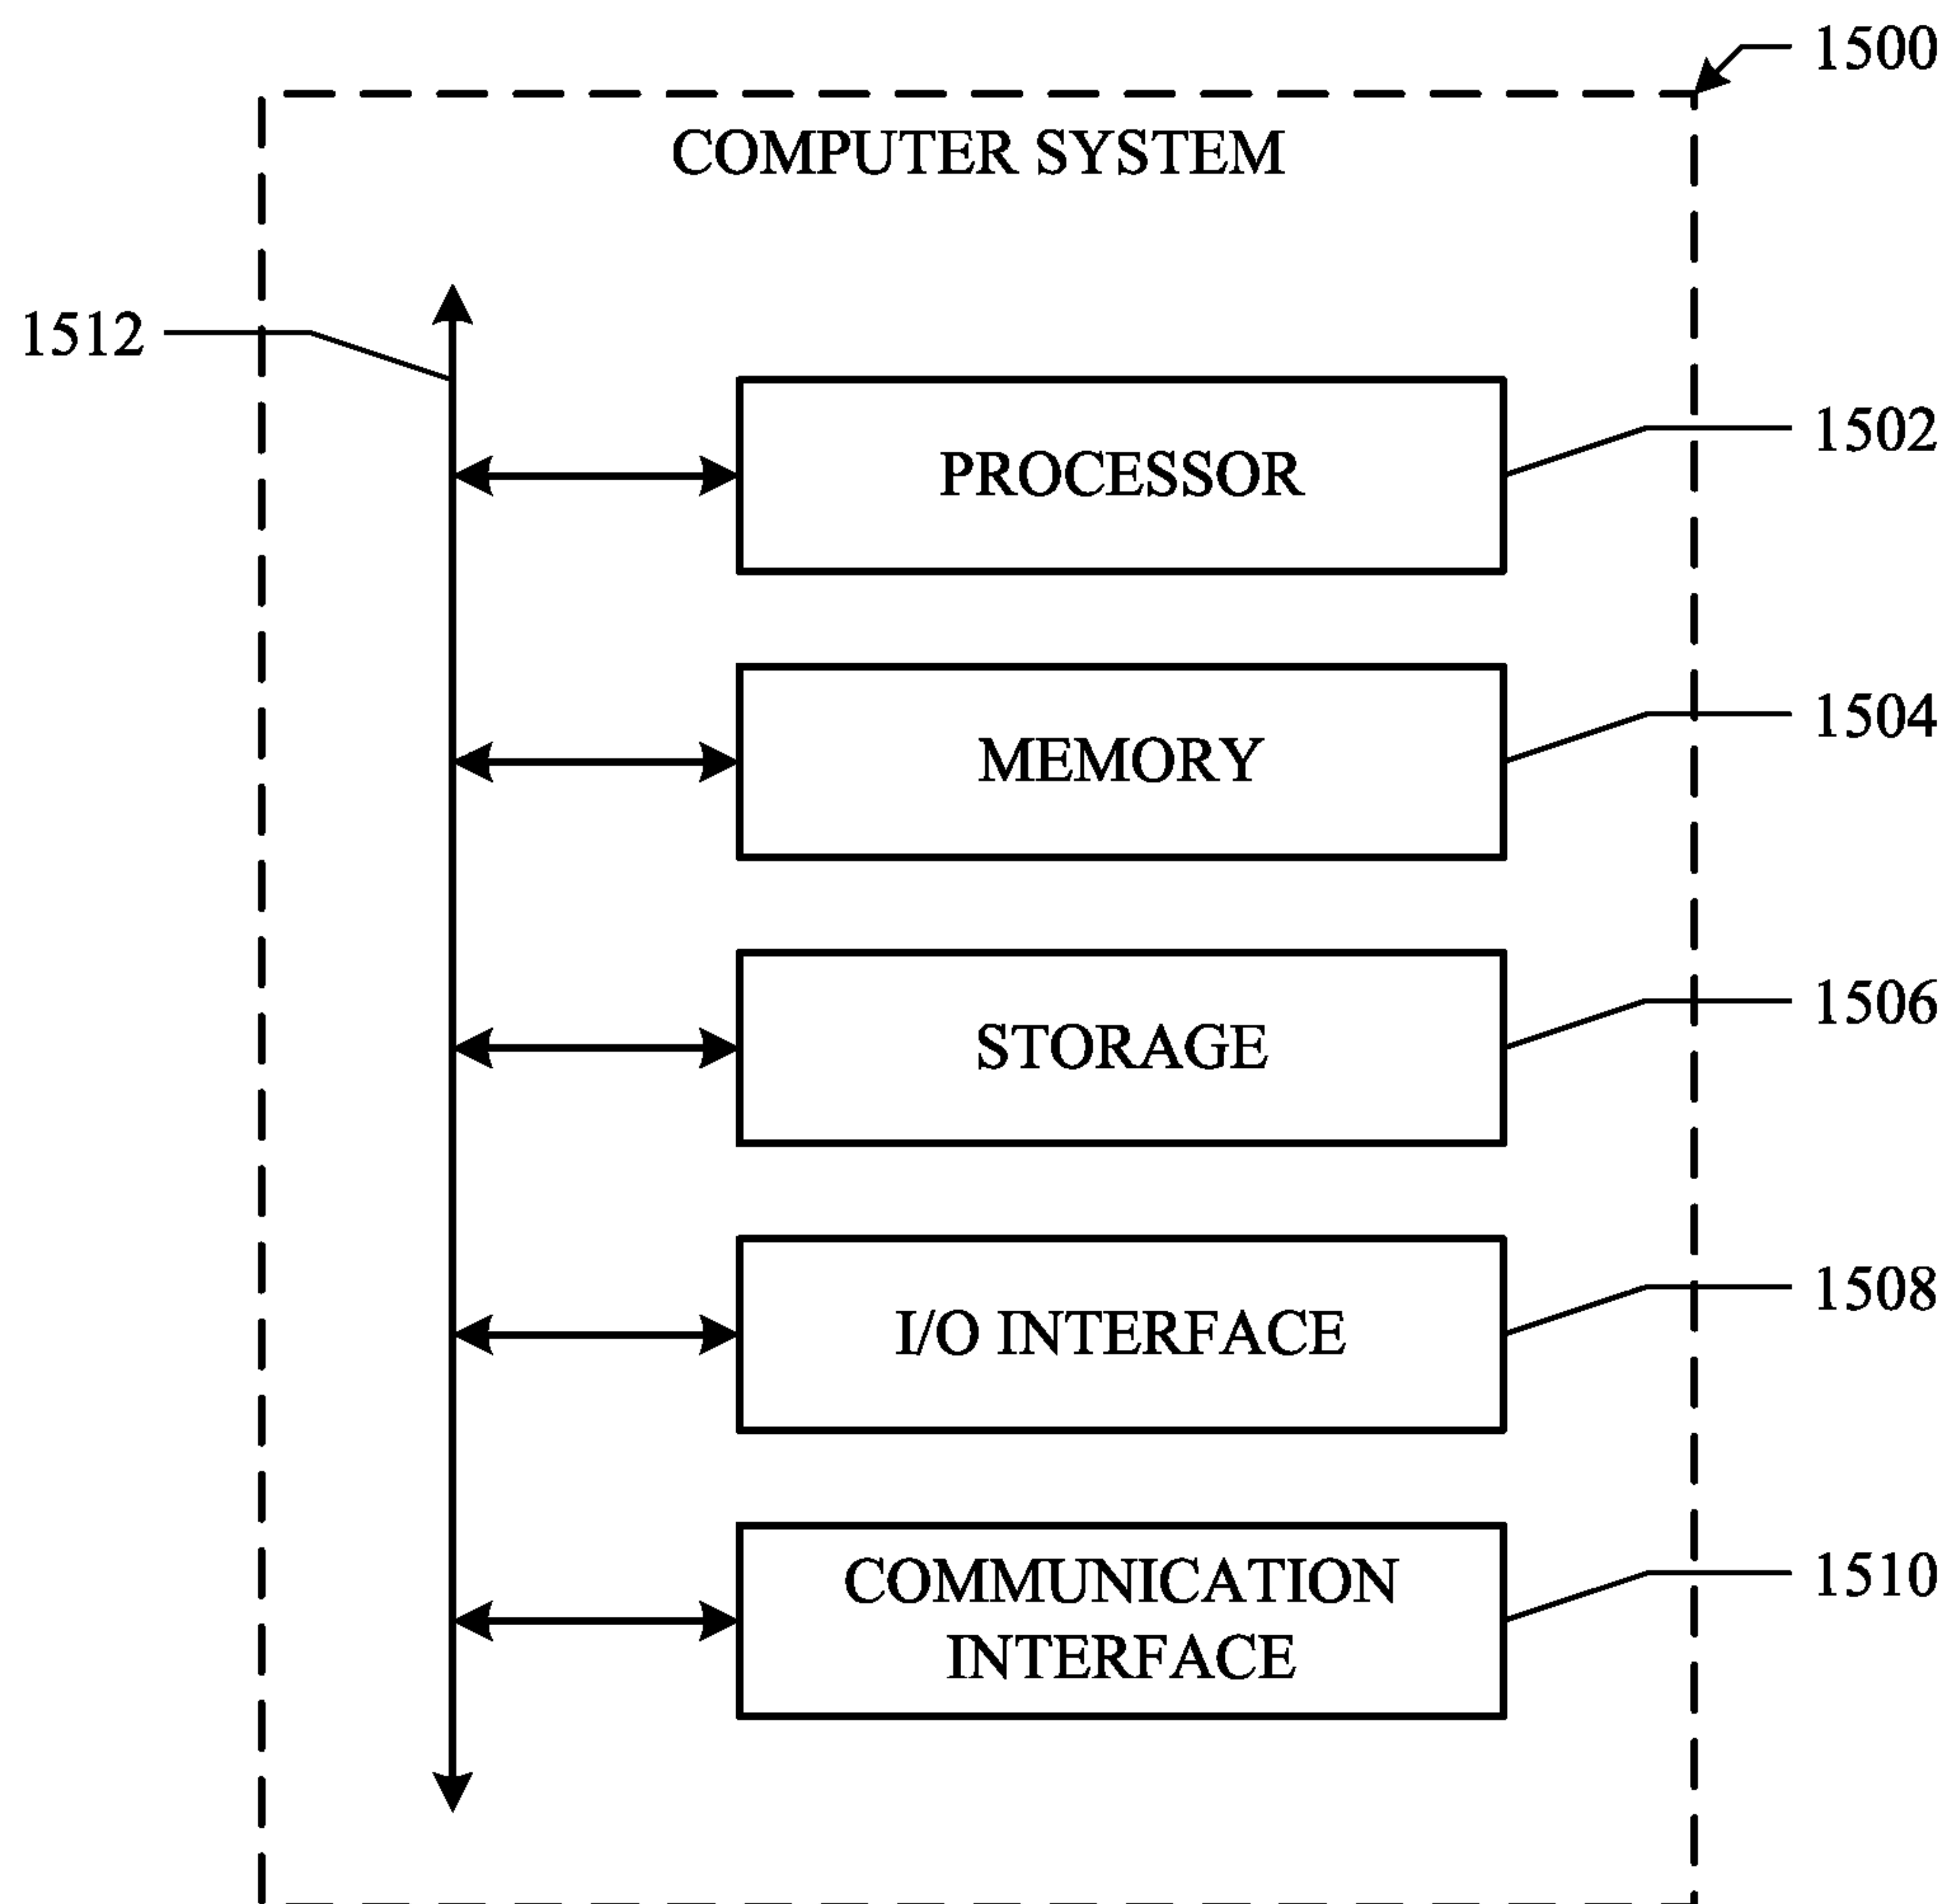 1500
COMPUTER SYSTEM
1512
1502
PROCESSOR
1504
MEMORY
1506
STORAGE
1508
I/O INTERFACE
1510
COMMUNICATION
INTERFACE